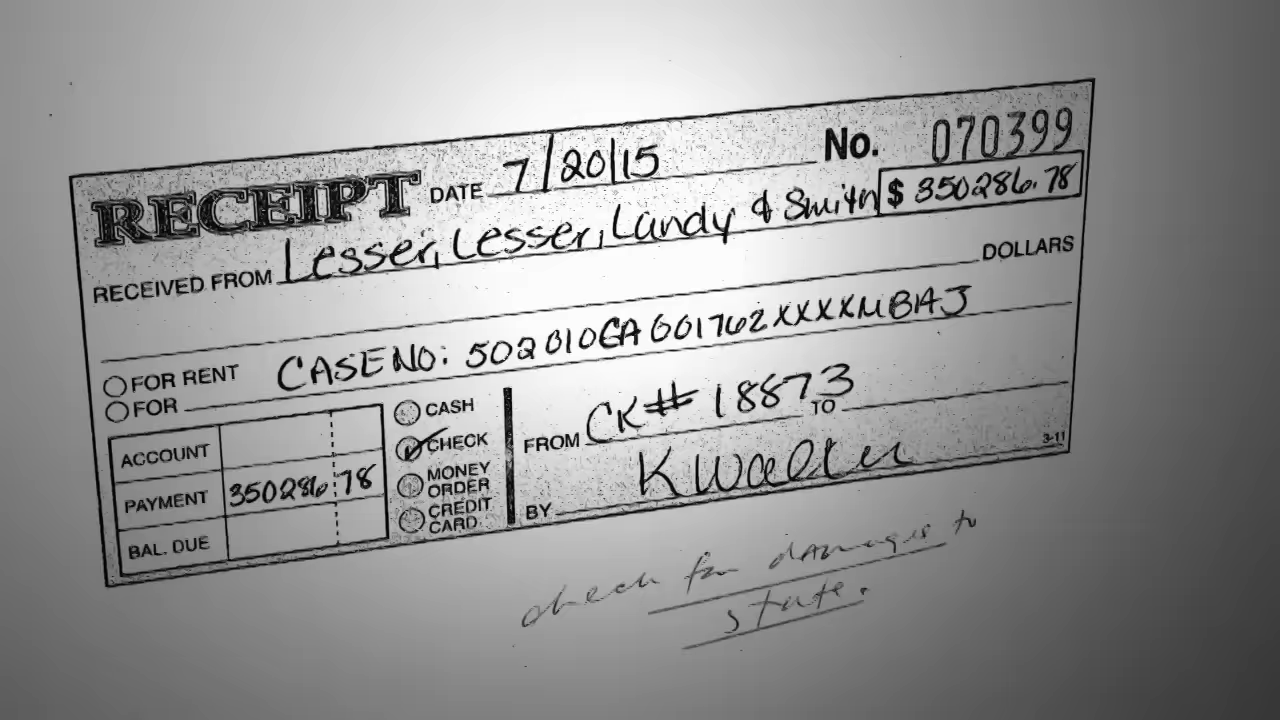 RECEIPT DATE 7/20/15 No. 070399
RECEIVED FROM Lesser, Lesser, Landy & Smith $ 350286.78
DOLLARS
FOR RENT
FOR
CASE NO: 502010CA001762XXXXMBAJ
ACCOUNT
PAYMENT 350286 78
BAL. DUE
CASH
CHECK
MONEY ORDER
CREDIT CARD
FROM CK# 18873 TO
BY K Walter
3-11
check for damages to
state.